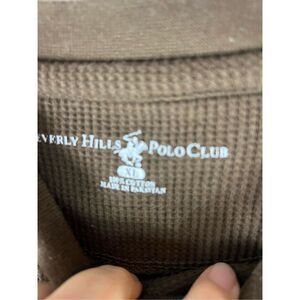 EVERLY HILLS POLO CLUB
XL
100% COTTON
MADE IN PAKISTAN